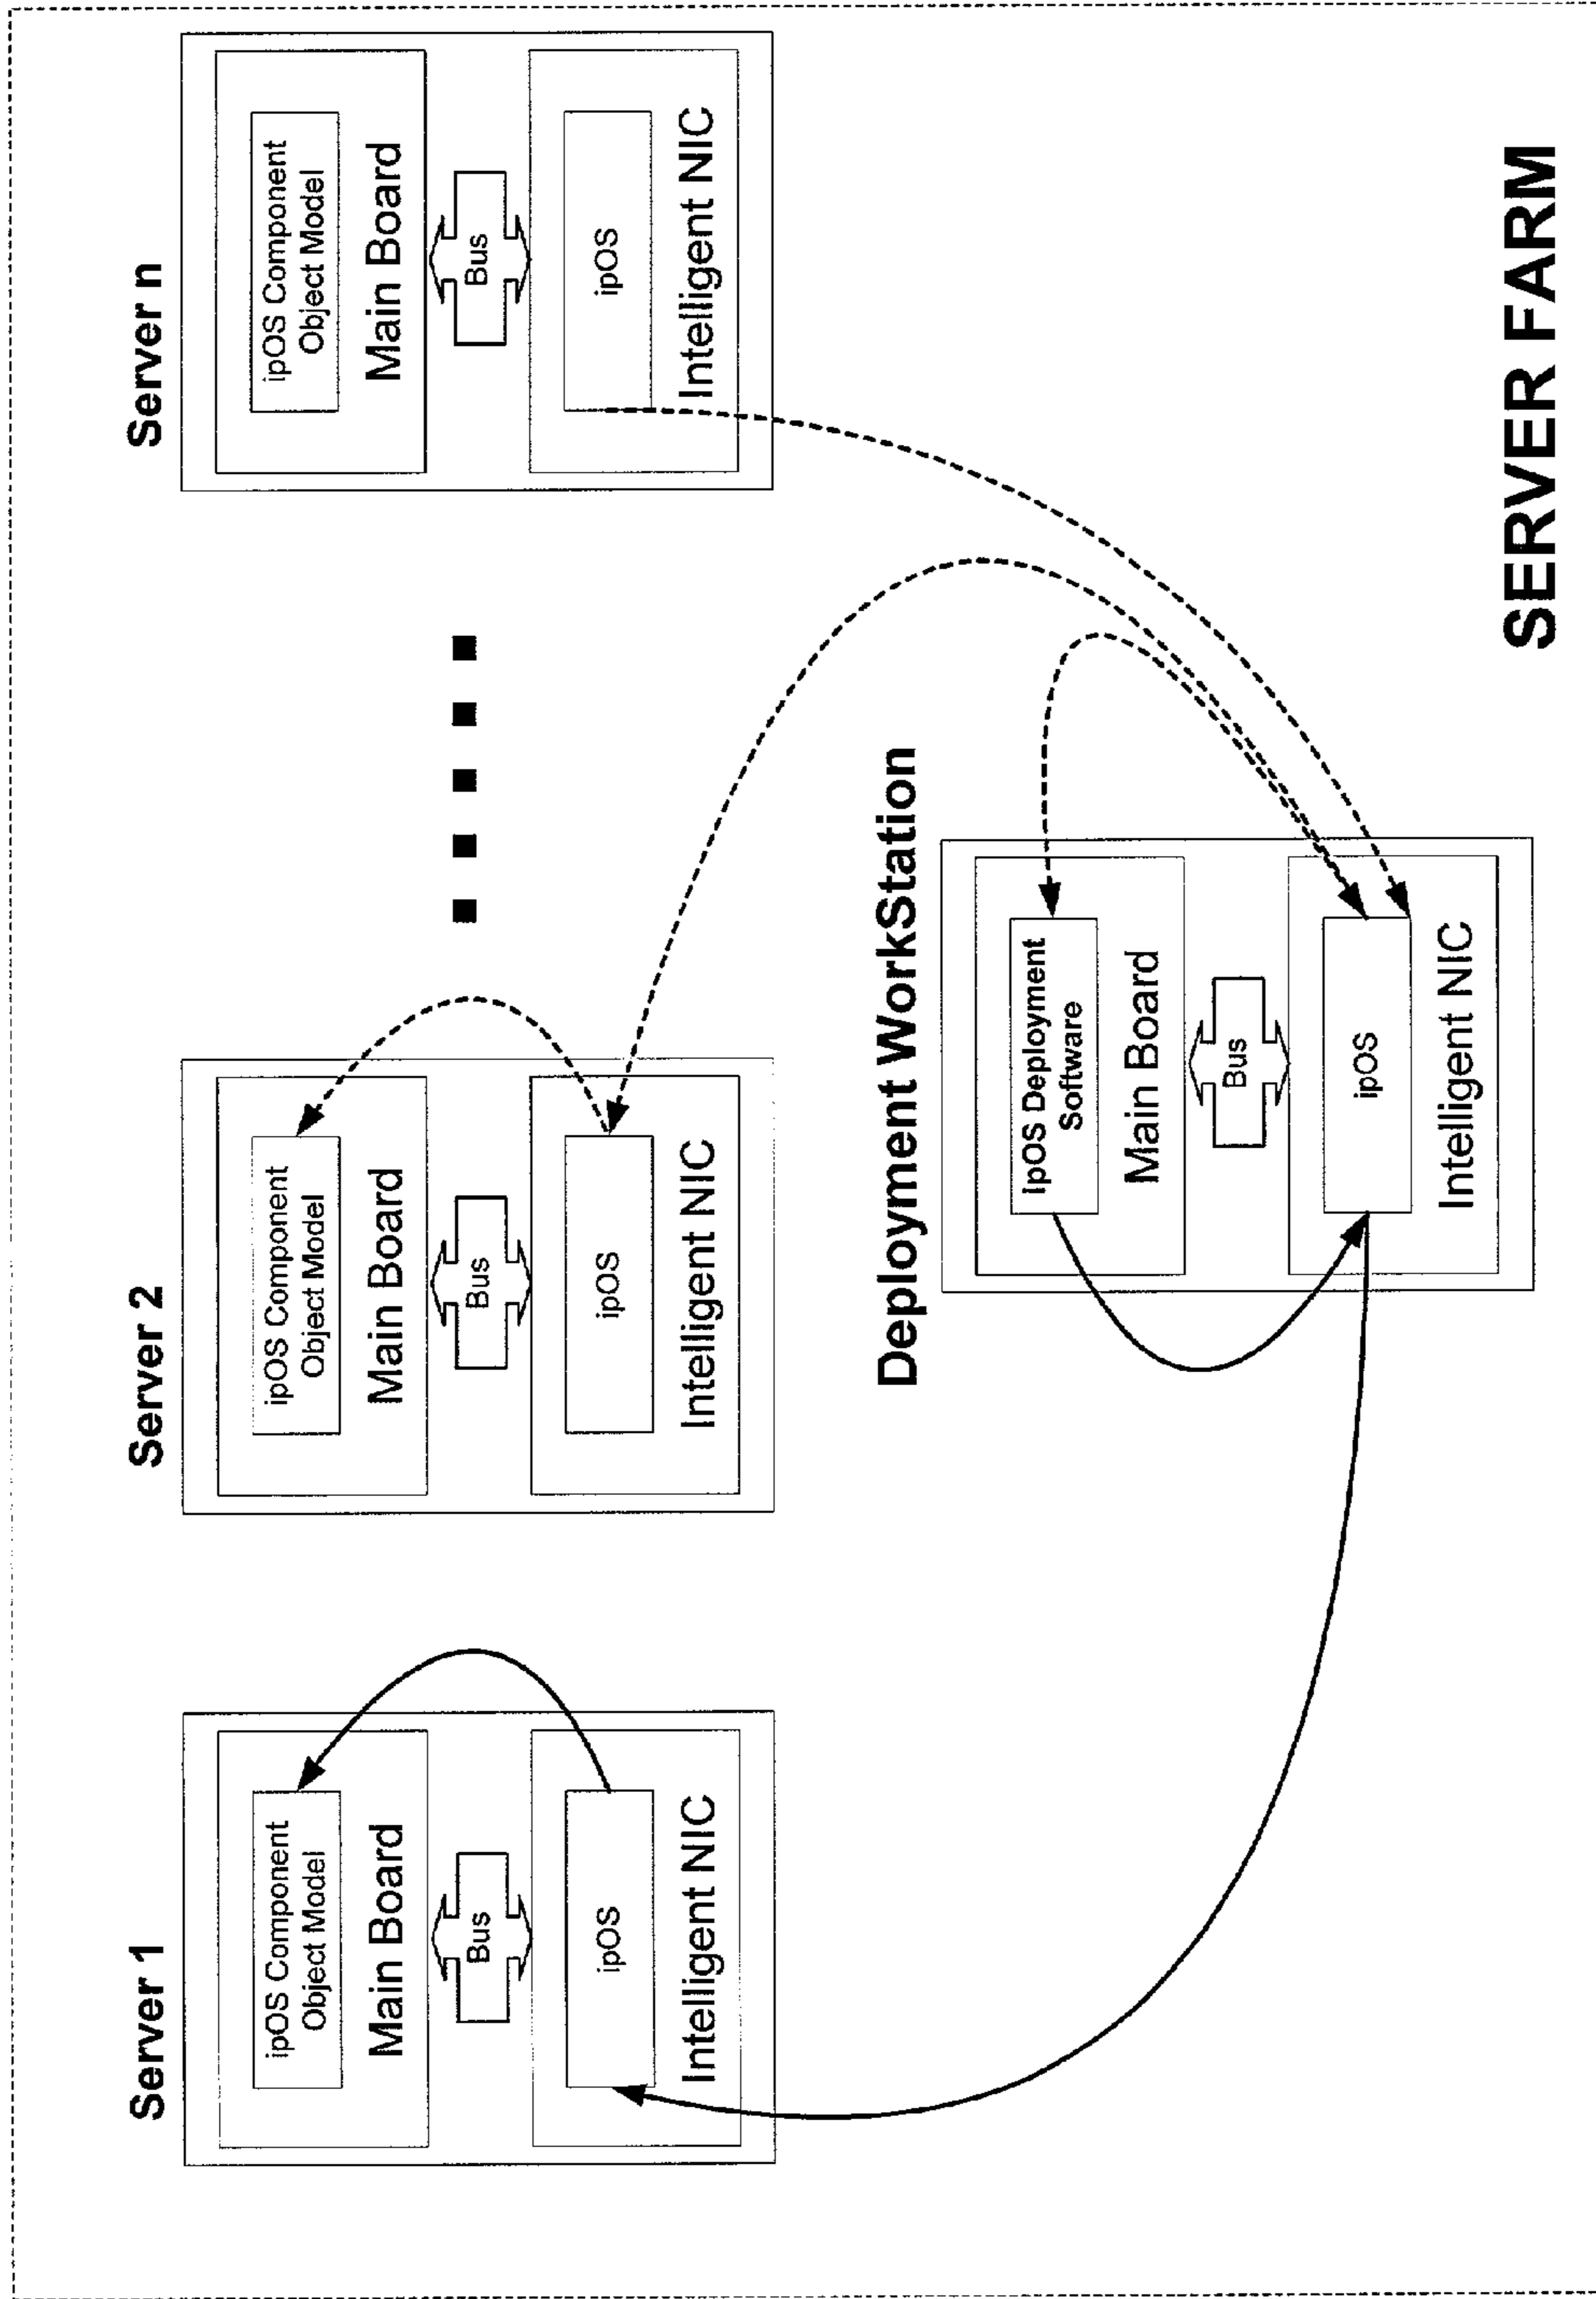 Server 1
ipOS Component
Object Model
Main Board
Bus
ipOS
Intelligent NIC
Server 2
ipOS Component
Object Model
Main Board
Bus
ipOS
Intelligent NIC
Server n
ipOS Component
Object Model
Main Board
Bus
ipOS
Intelligent NIC
Deployment WorkStation
IpOS Deployment
Software
Main Board
Bus
ipOS
Intelligent NIC
SERVER FARM